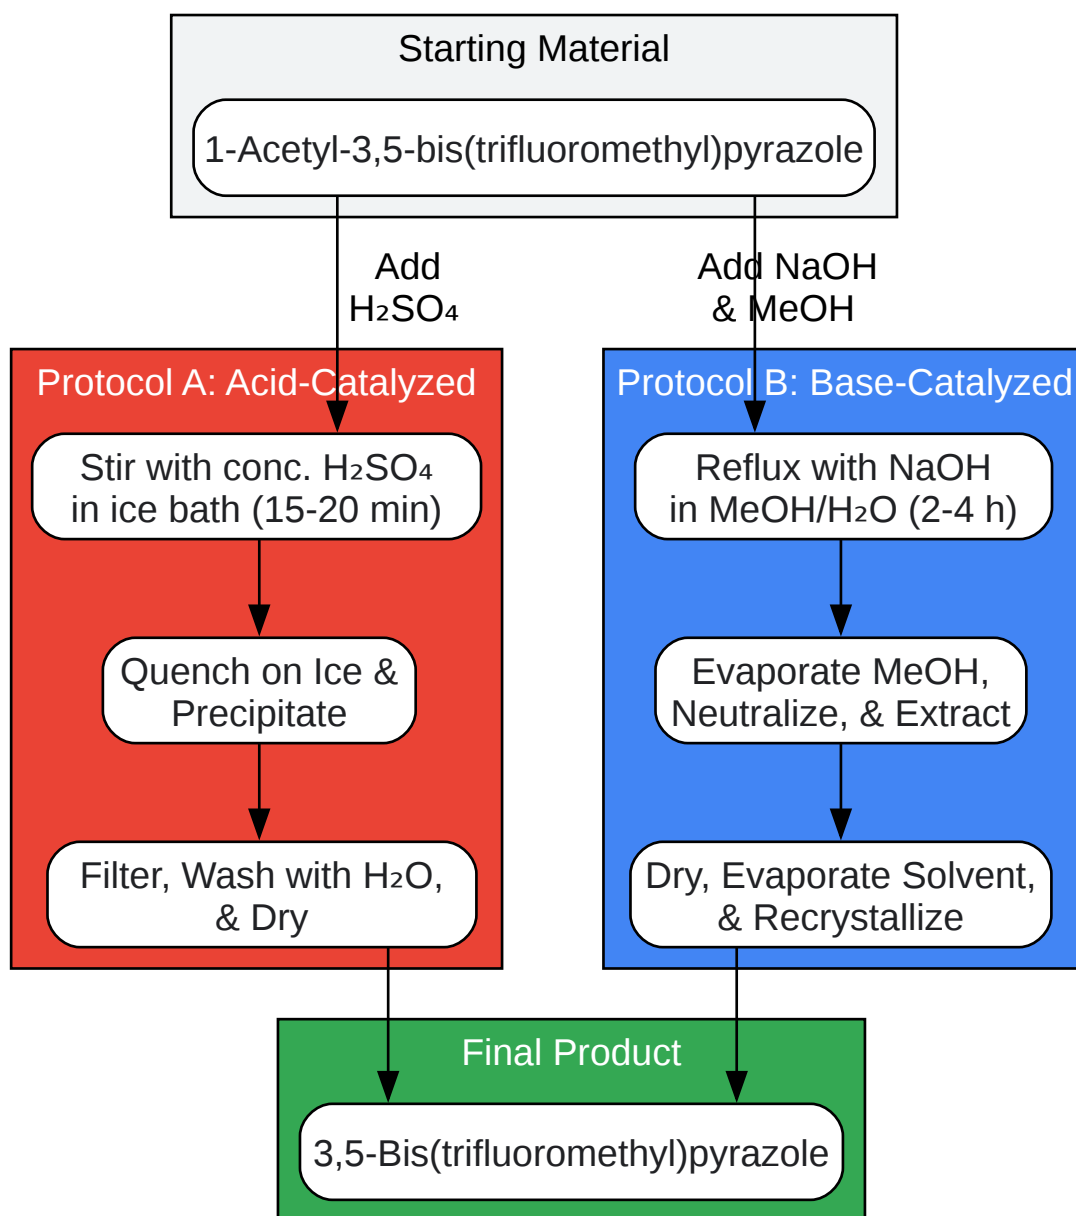 Starting Material
1-Acetyl-3,5-bis(trifluoromethyl)pyrazole
Add
H₂SO₄
Add NaOH
& MeOH
Protocol A: Acid-Catalyzed
Stir with conc. H₂SO₄
in ice bath (15-20 min)
Quench on Ice &
Precipitate
Filter, Wash with H₂O,
& Dry
Protocol B: Base-Catalyzed
Reflux with NaOH
in MeOH/H₂O (2-4 h)
Evaporate MeOH,
Neutralize, & Extract
Dry, Evaporate Solvent,
& Recrystallize
Final Product
3,5-Bis(trifluoromethyl)pyrazole